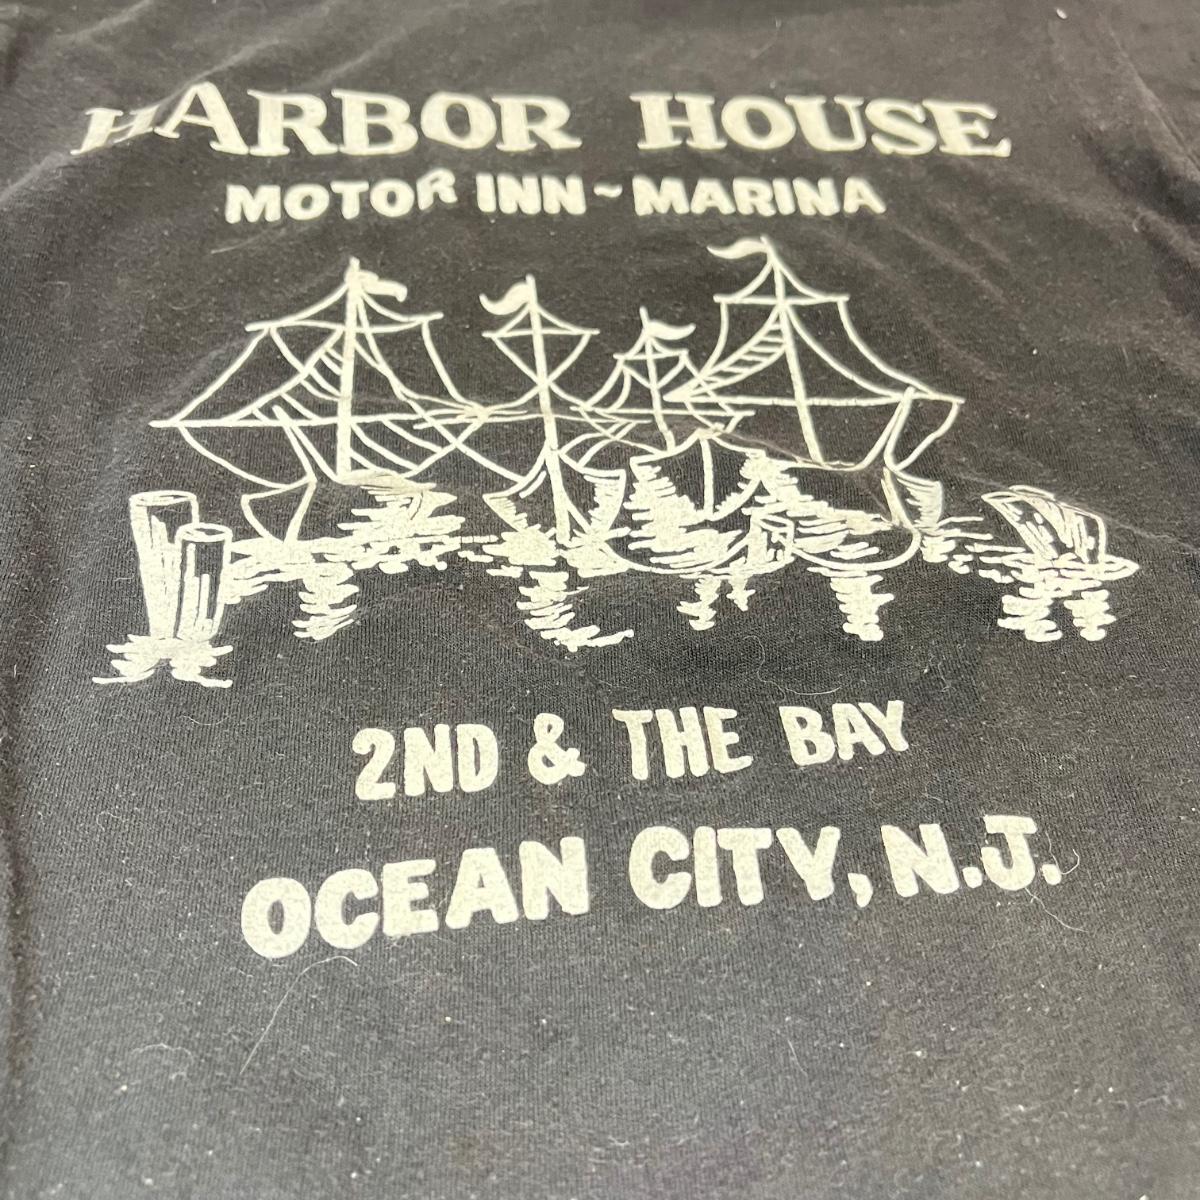 HARBOR HOUSE
MOTOR INN ~ MARINA
2ND & THE BAY
OCEAN CITY, N.J.